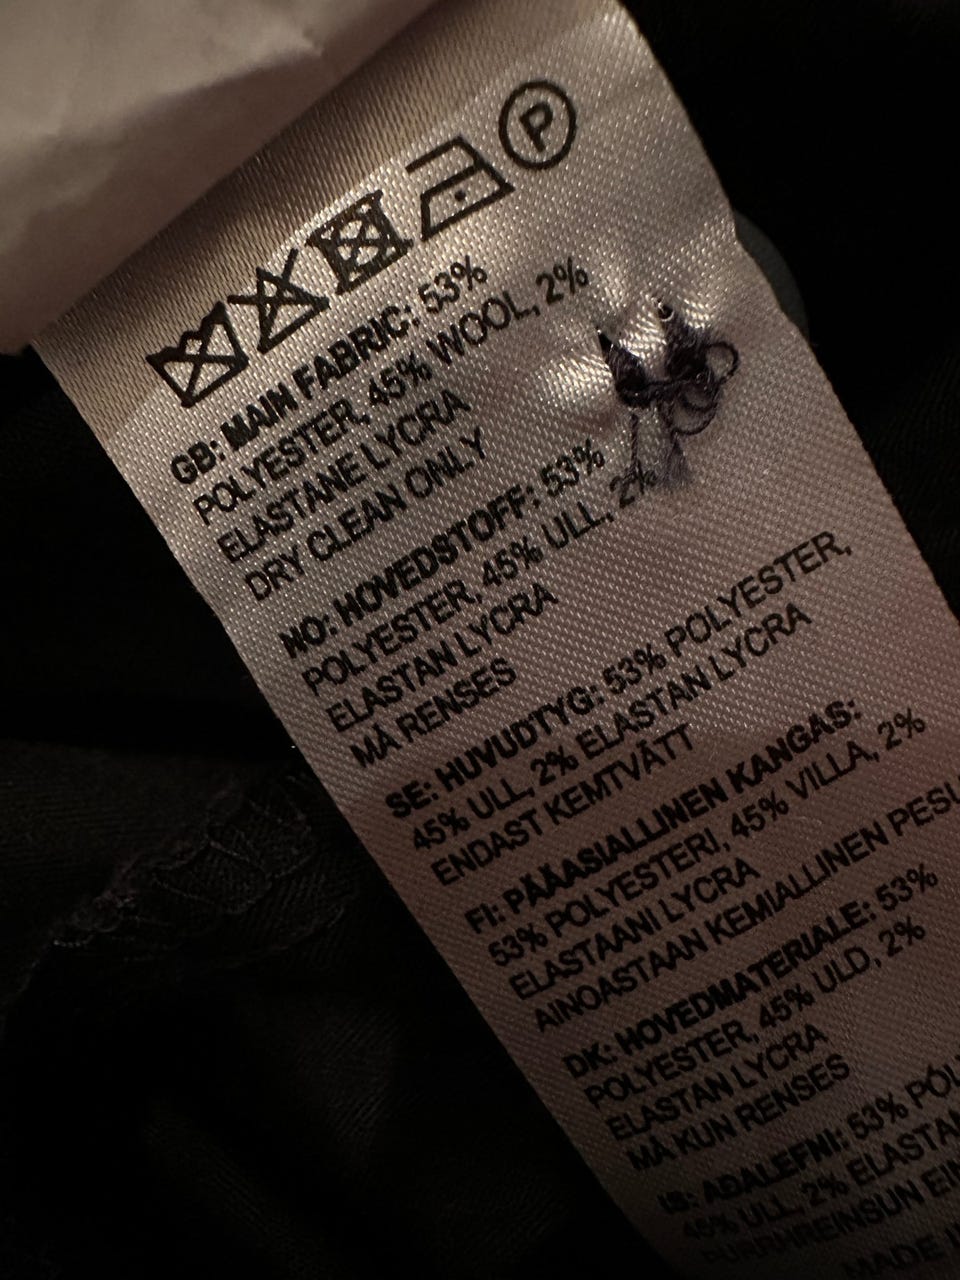 P
GB: MAIN FABRIC: 53%
POLYESTER, 45% WOOL, 2%
ELASTANE LYCRA
DRY CLEAN ONLY
NO: HOVEDSTOFF: 53%
POLYESTER, 45% ULL, 2%
ELASTAN LYCRA
MÅ RENSES
SE: HUVUDTYG: 53% POLYESTER,
45% ULL, 2% ELASTAN LYCRA
ENDAST KEMTVÄTT
FI: PÄÄASIALLINEN KANGAS:
53% POLYESTERI, 45% VILLA, 2%
ELASTAANI LYCRA
AINOASTAAN KEMIALLINEN PESU
DK: HOVEDMATERIALE: 53%
POLYESTER, 45% ULD, 2%
ELASTAN LYCRA
MÅ KUN RENSES
IS: AÐALEFNI: 53%
45% ULL, 2%
MADE